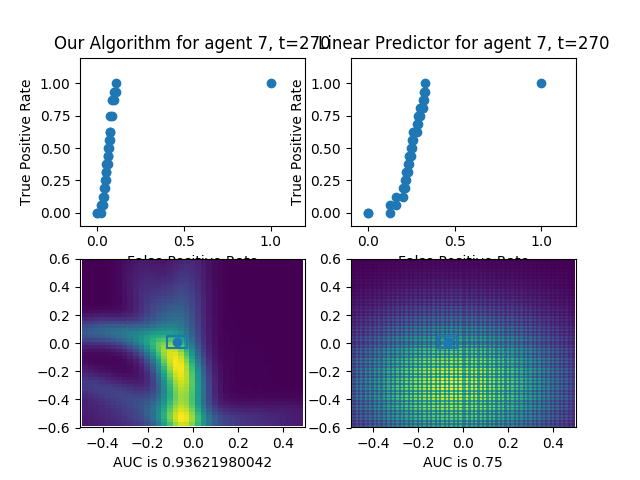 Our Algorithm for agent 7, t=270
Linear Predictor for agent 7, t=270
True Positive Rate
1.00
0.75
0.50
0.25
0.00
0.0 0.5 1.0
False Positive Rate
True Positive Rate
1.00
0.75
0.50
0.25
0.00
0.0 0.5 1.0
False Positive Rate
0.6
0.4
0.2
0.0
−0.2
−0.4
−0.6
−0.4 −0.2 0.0 0.2 0.4
AUC is 0.93621980042
0.6
0.4
0.2
0.0
−0.2
−0.4
−0.6
−0.4 −0.2 0.0 0.2 0.4
AUC is 0.75